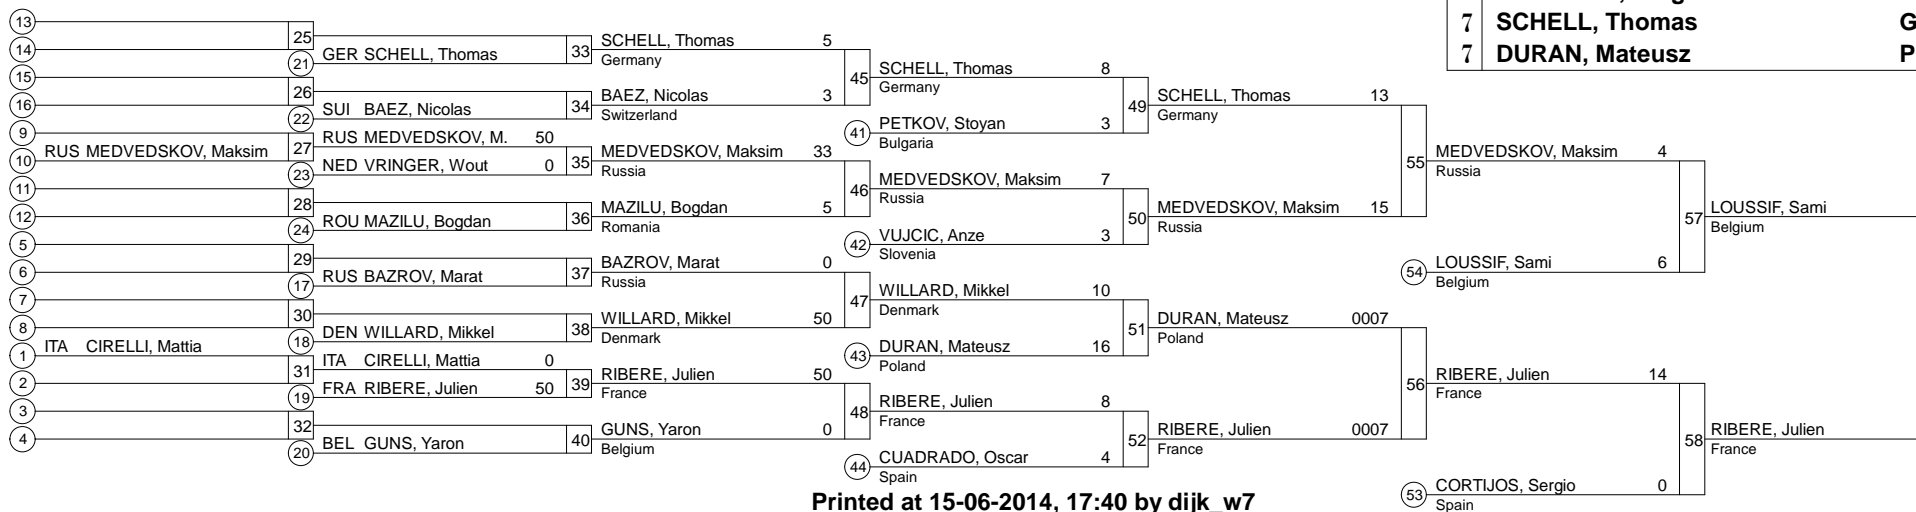 7 SCHELL, Thomas G
7 DURAN, Mateusz P
13
14
15
16
9
10 RUS MEDVEDSKOV, Maksim
11
12
5
6
7
8
1 ITA CIRELLI, Mattia
2
3
4
25
21 GER SCHELL, Thomas
26
22 SUI BAEZ, Nicolas
27 RUS MEDVEDSKOV, M. 50
23 NED VRINGER, Wout 0
28
24 ROU MAZILU, Bogdan
29
17 RUS BAZROV, Marat
30
18 DEN WILLARD, Mikkel
31 ITA CIRELLI, Mattia 0
19 FRA RIBERE, Julien 50
32
20 BEL GUNS, Yaron
33 SCHELL, Thomas 5
Germany
34 BAEZ, Nicolas 3
Switzerland
35 MEDVEDSKOV, Maksim 33
Russia
36 MAZILU, Bogdan 5
Romania
37 BAZROV, Marat 0
Russia
38 WILLARD, Mikkel 50
Denmark
39 RIBERE, Julien 50
France
40 GUNS, Yaron 0
Belgium
45 SCHELL, Thomas 8
Germany
41 PETKOV, Stoyan 3
Bulgaria
46 MEDVEDSKOV, Maksim 7
Russia
42 VUJCIC, Anze 3
Slovenia
47 WILLARD, Mikkel 10
Denmark
43 DURAN, Mateusz 16
Poland
48 RIBERE, Julien 8
France
44 CUADRADO, Oscar 4
Spain
49 SCHELL, Thomas 13
Germany
50 MEDVEDSKOV, Maksim 15
Russia
51 DURAN, Mateusz 0007
Poland
52 RIBERE, Julien 0007
France
55 MEDVEDSKOV, Maksim 4
Russia
54 LOUSSIF, Sami 6
Belgium
56 RIBERE, Julien 14
France
53 CORTIJOS, Sergio 0
Spain
57 LOUSSIF, Sami
Belgium
58 RIBERE, Julien
France
Printed at 15-06-2014, 17:40 by dijk_w7